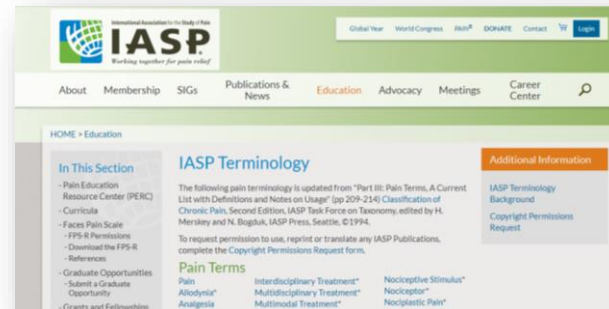 International Association for the Study of Pain
IASP
Working together for pain relief
Global Year World Congress PAIN® DONATE Contact Login
About Membership SIGs Publications & News Education Advocacy Meetings Career Center
HOME > Education
In This Section
- Pain Education
Resource Center (PERC)
- Curricula
- Faces Pain Scale
- FPS-R Permissions
- Download the FPS-R
- References
- Graduate Opportunities
- Submit a Graduate
Opportunity
- Grants and Fellowships
IASP Terminology
The following pain terminology is updated from "Part III: Pain Terms, A Current
List with Definitions and Notes on Usage" (pp 209-214) Classification of
Chronic Pain, Second Edition, IASP Task Force on Taxonomy, edited by H.
Merskey and N. Bogduk, IASP Press, Seattle, ©1994.
To request permission to use, reprint or translate any IASP Publications,
complete the Copyright Permissions Request form.
Pain Terms
Pain Interdisciplinary Treatment* Nociceptive Stimulus*
Allodynia* Multidisciplinary Treatment* Nociceptor*
Analgesia Multimodal Treatment* Nociplastic Pain*
Additional Information
IASP Terminology
Background
Copyright Permissions
Request